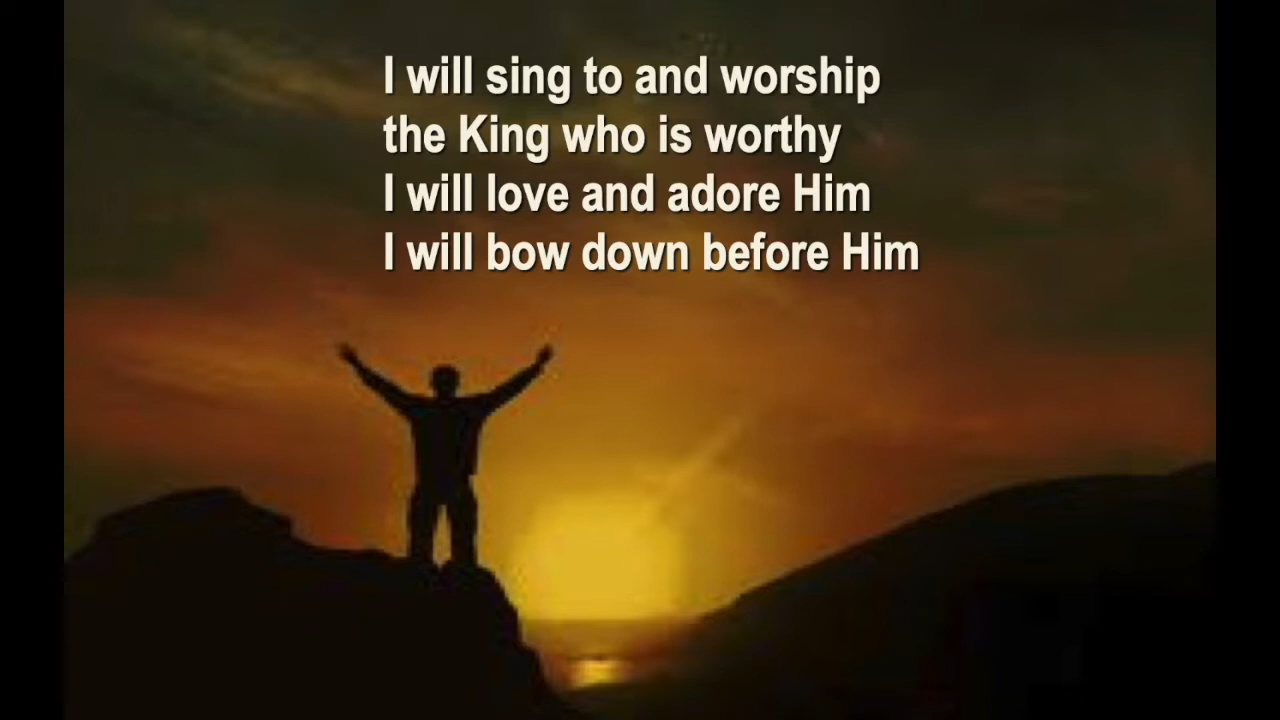 I will sing to and worship
the King who is worthy
I will love and adore Him
I will bow down before Him